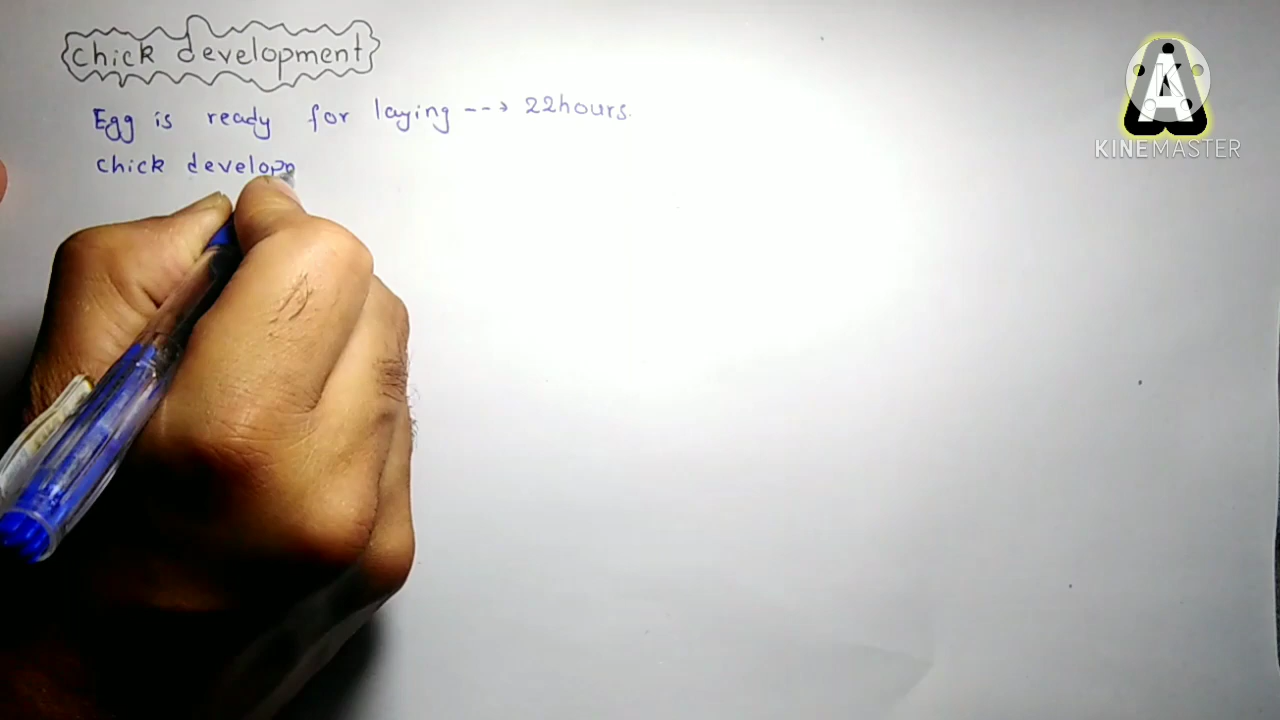 chick development
Egg is ready for laying --→ 22hours.
chick develop
A
K
KINEMASTER